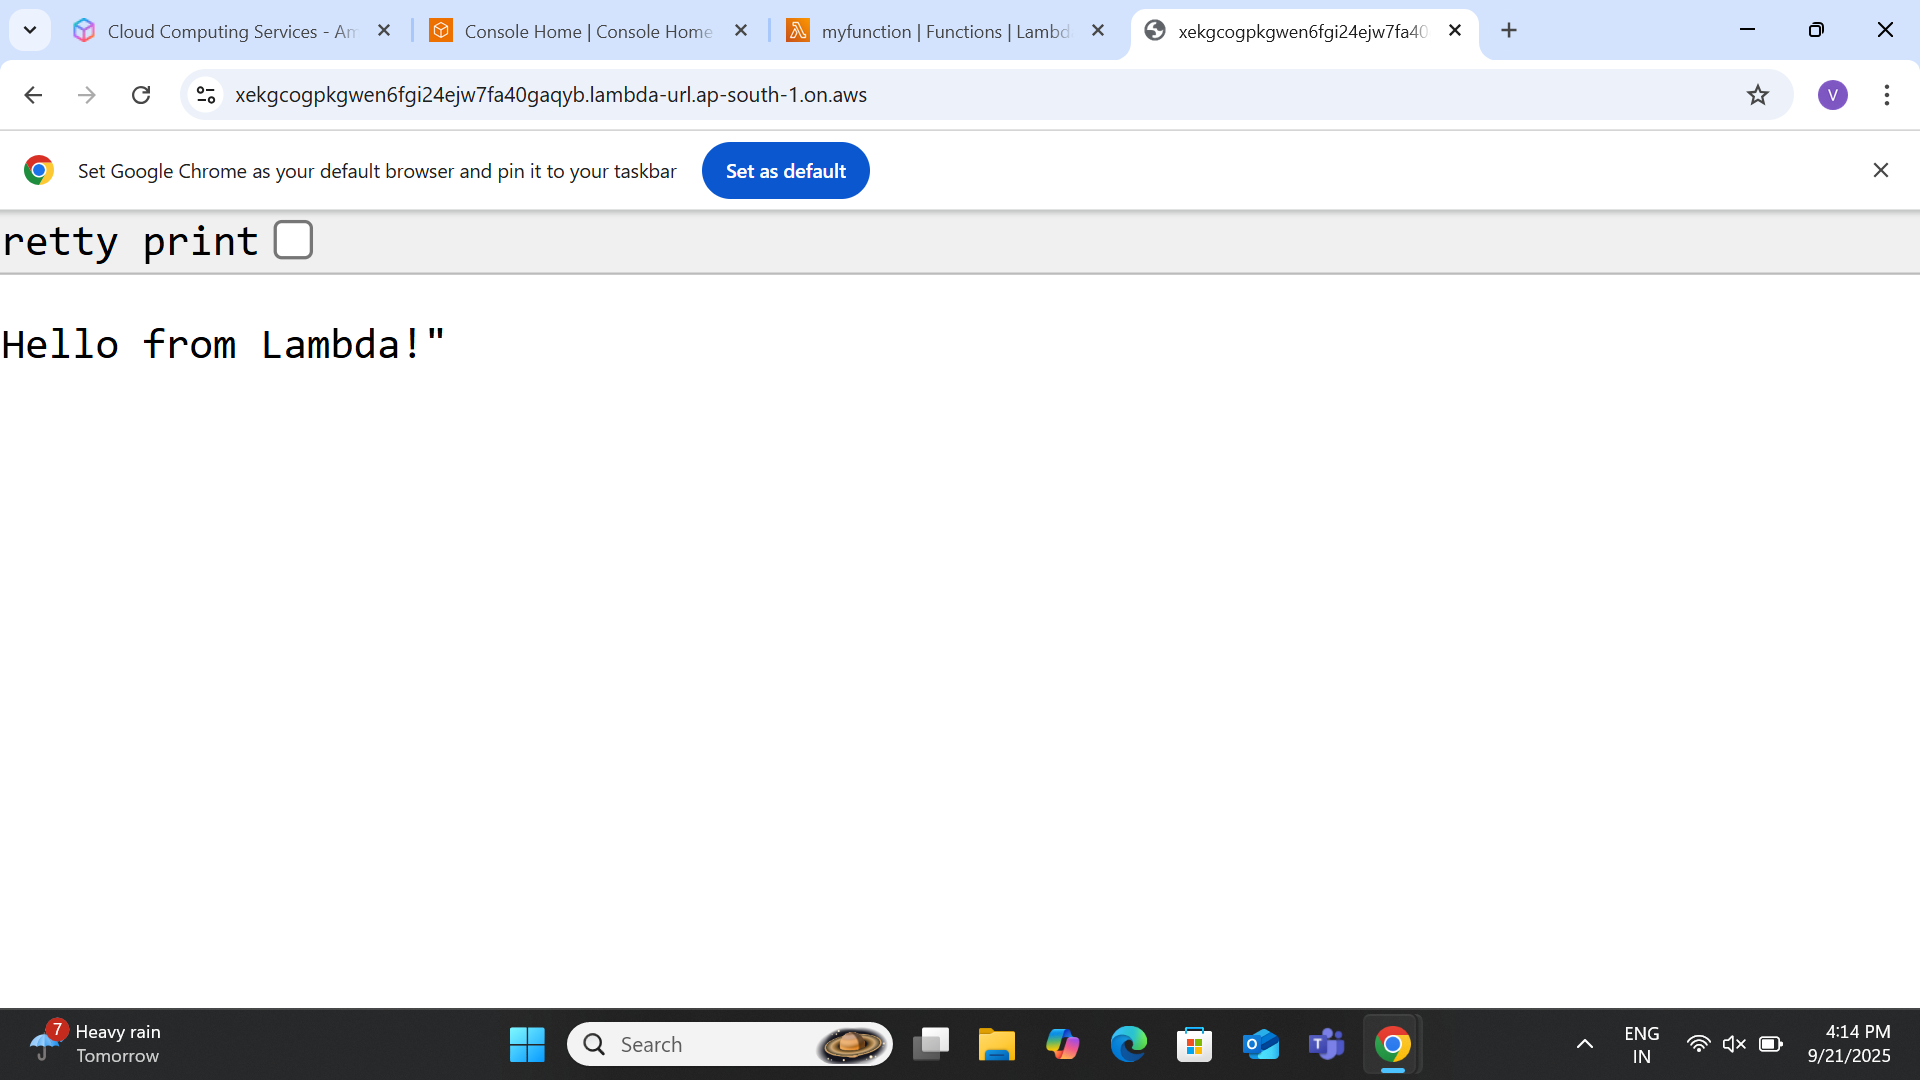 Cloud Computing Services - Am
Console Home | Console Home
myfunction | Functions | Lambd
xekgcogpkgwen6fgi24ejw7fa40
xekgcogpkgwen6fgi24ejw7fa40gaqyb.lambda-url.ap-south-1.on.aws
V
Set Google Chrome as your default browser and pin it to your taskbar
Set as default
retty print
Hello from Lambda!"
7
Heavy rain
Tomorrow
Search
ENG
IN
4:14 PM
9/21/2025